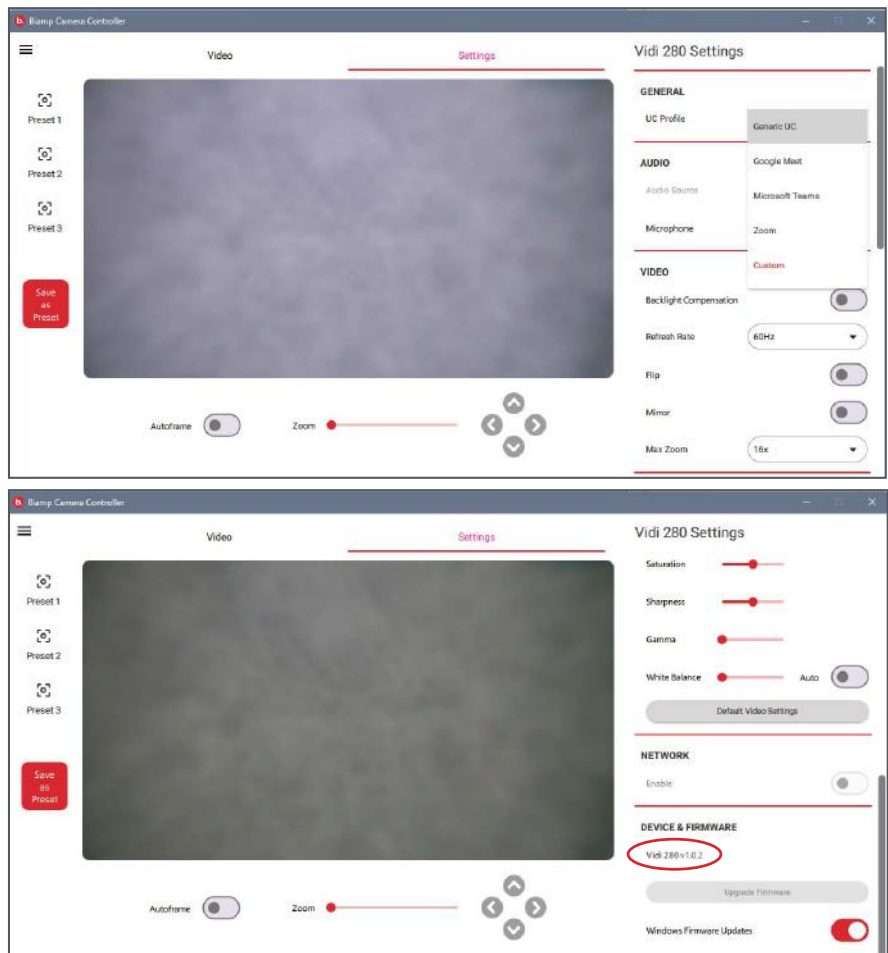 Biamp Camera Controller
Video
Settings
Vidi 280 Settings
Preset 1
Preset 2
Preset 3
Save
as
Preset
Autoframe
Zoom
GENERAL
UC Profile
Generic UC
Google Meet
Microsoft Teams
Zoom
Custom
AUDIO
Audio Source
Microphone
VIDEO
Backlight Compensation
Refresh Rate
60Hz
Flip
Mirror
Max Zoom
16x
Biamp Camera Controller
Video
Settings
Vidi 280 Settings
Preset 1
Preset 2
Preset 3
Save
as
Preset
Autoframe
Zoom
Saturation
Sharpness
Gamma
White Balance
Auto
Default Video Settings
NETWORK
Enable
DEVICE & FIRMWARE
Vidi 280 v1.0.2
Upgrade Firmware
Windows Firmware Updates